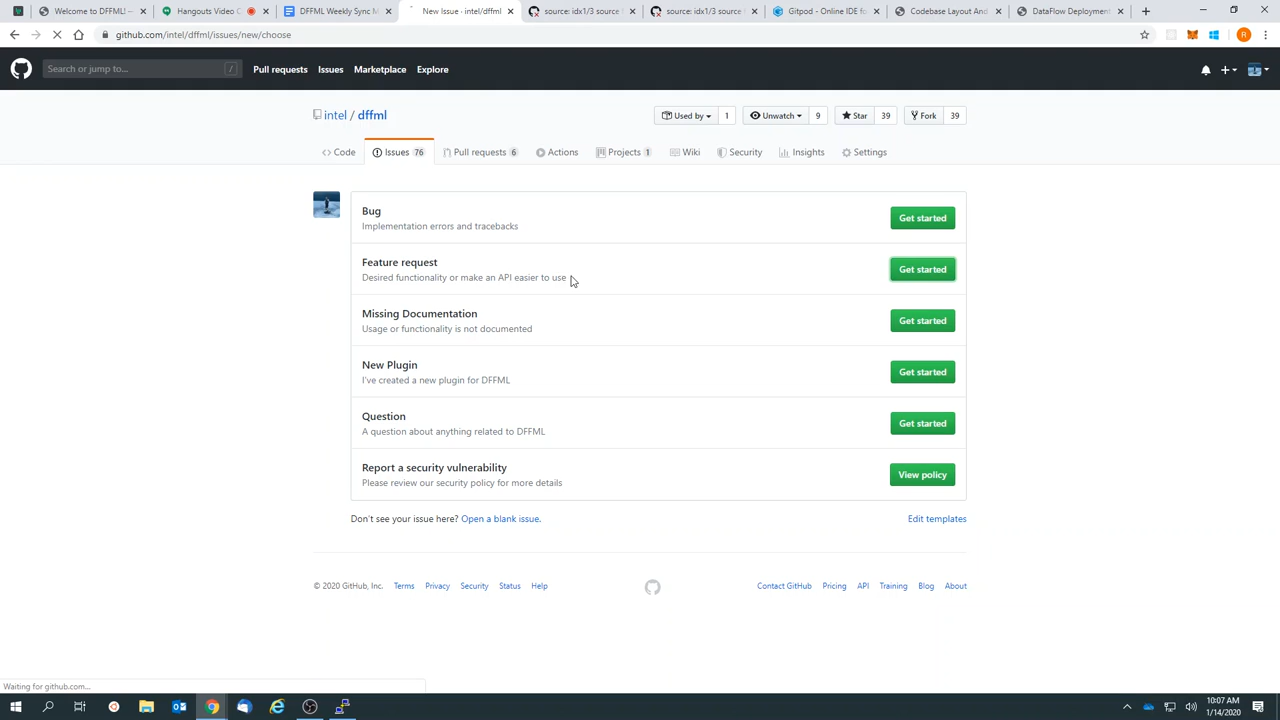 Welcome to DFFML! —
Hangouts Video C
DFFML Weekly Sync M
New Issue · intel/dffml
source: idx1/3 source
source: idx1/3 source
Gitpod - Online IDE fo
Codebase Layout And
DataFlow Deployment
github.com/intel/dffml/issues/new/choose
R
Search or jump to...
/
Pull requests
Issues
Marketplace
Explore
intel / dffml
Used by
1
Unwatch
9
Star
39
Fork
39
Code
Issues 76
Pull requests 6
Actions
Projects 1
Wiki
Security
Insights
Settings
Bug
Implementation errors and tracebacks
Get started
Feature request
Desired functionality or make an API easier to use
Get started
Missing Documentation
Usage or functionality is not documented
Get started
New Plugin
I've created a new plugin for DFFML
Get started
Question
A question about anything related to DFFML
Get started
Report a security vulnerability
Please review our security policy for more details
View policy
Don't see your issue here? Open a blank issue.
Edit templates
© 2020 GitHub, Inc.
Terms
Privacy
Security
Status
Help
Contact GitHub
Pricing
API
Training
Blog
About
Waiting for github.com...
10:07 AM
1/14/2020